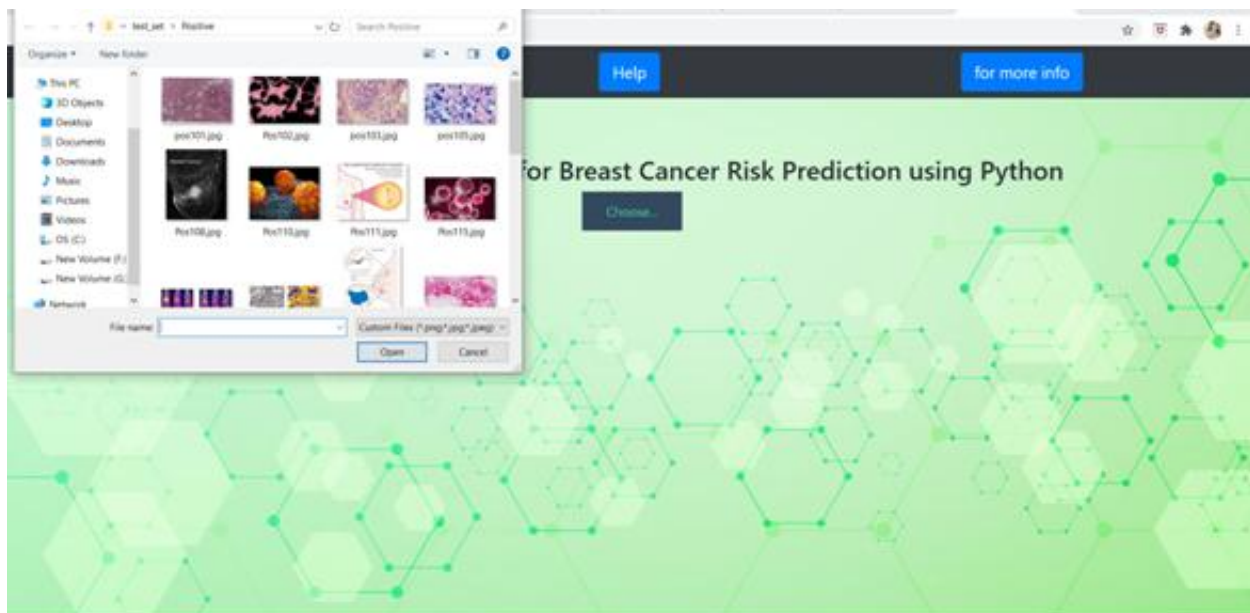 test_set > Positive
Search Positive
Organize
New folder
This PC
3D Objects
Desktop
Documents
Downloads
Music
Pictures
Videos
OS (C:)
New Volume (F:)
New Volume (G:)
Network
pos101.jpg
Pos102.jpg
pos103.jpg
pos105.jpg
Pos108.jpg
Pos110.jpg
Pos111.jpg
Pos115.jpg
File name:
Custom Files (*.png;*.jpg;*.jpeg)
Open
Cancel
Help
for more info
for Breast Cancer Risk Prediction using Python
Choose...